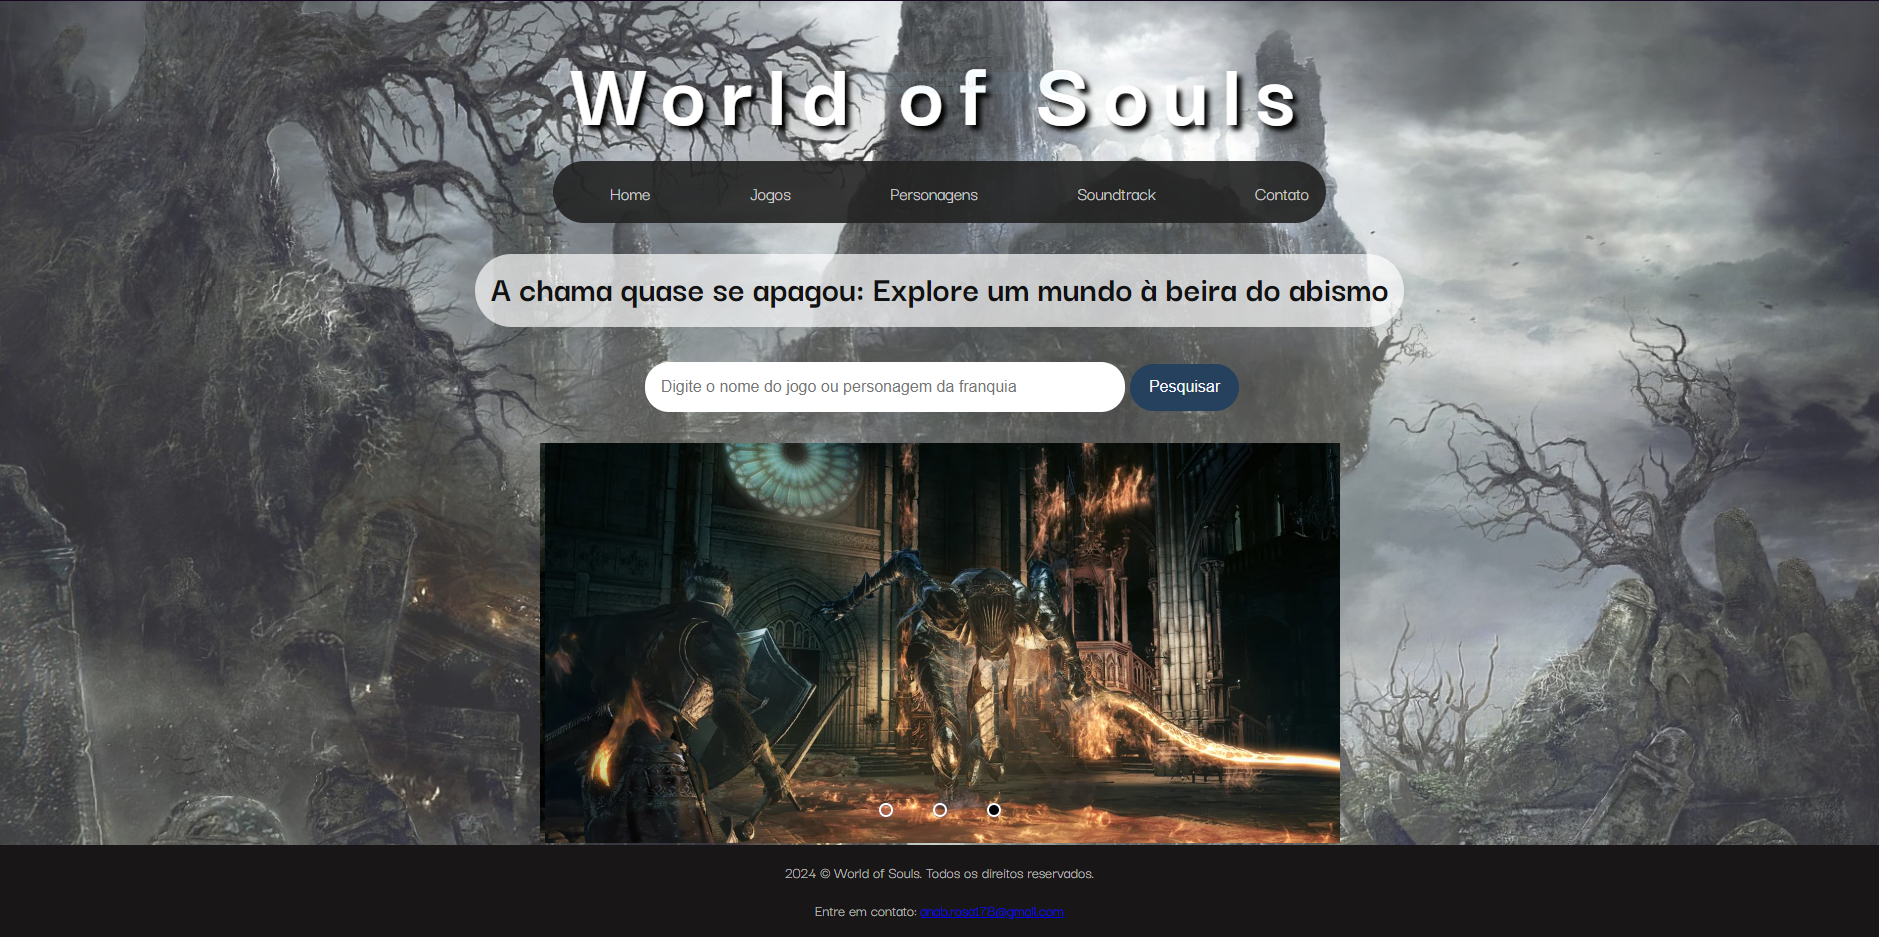 World of Souls
Home Jogos Personagens Soundtrack Contato
A chama quase se apagou: Explore um mundo à beira do abismo
Digite o nome do jogo ou personagem da franquia Pesquisar
2024 © World of Souls. Todos os direitos reservados.
Entre em contato: